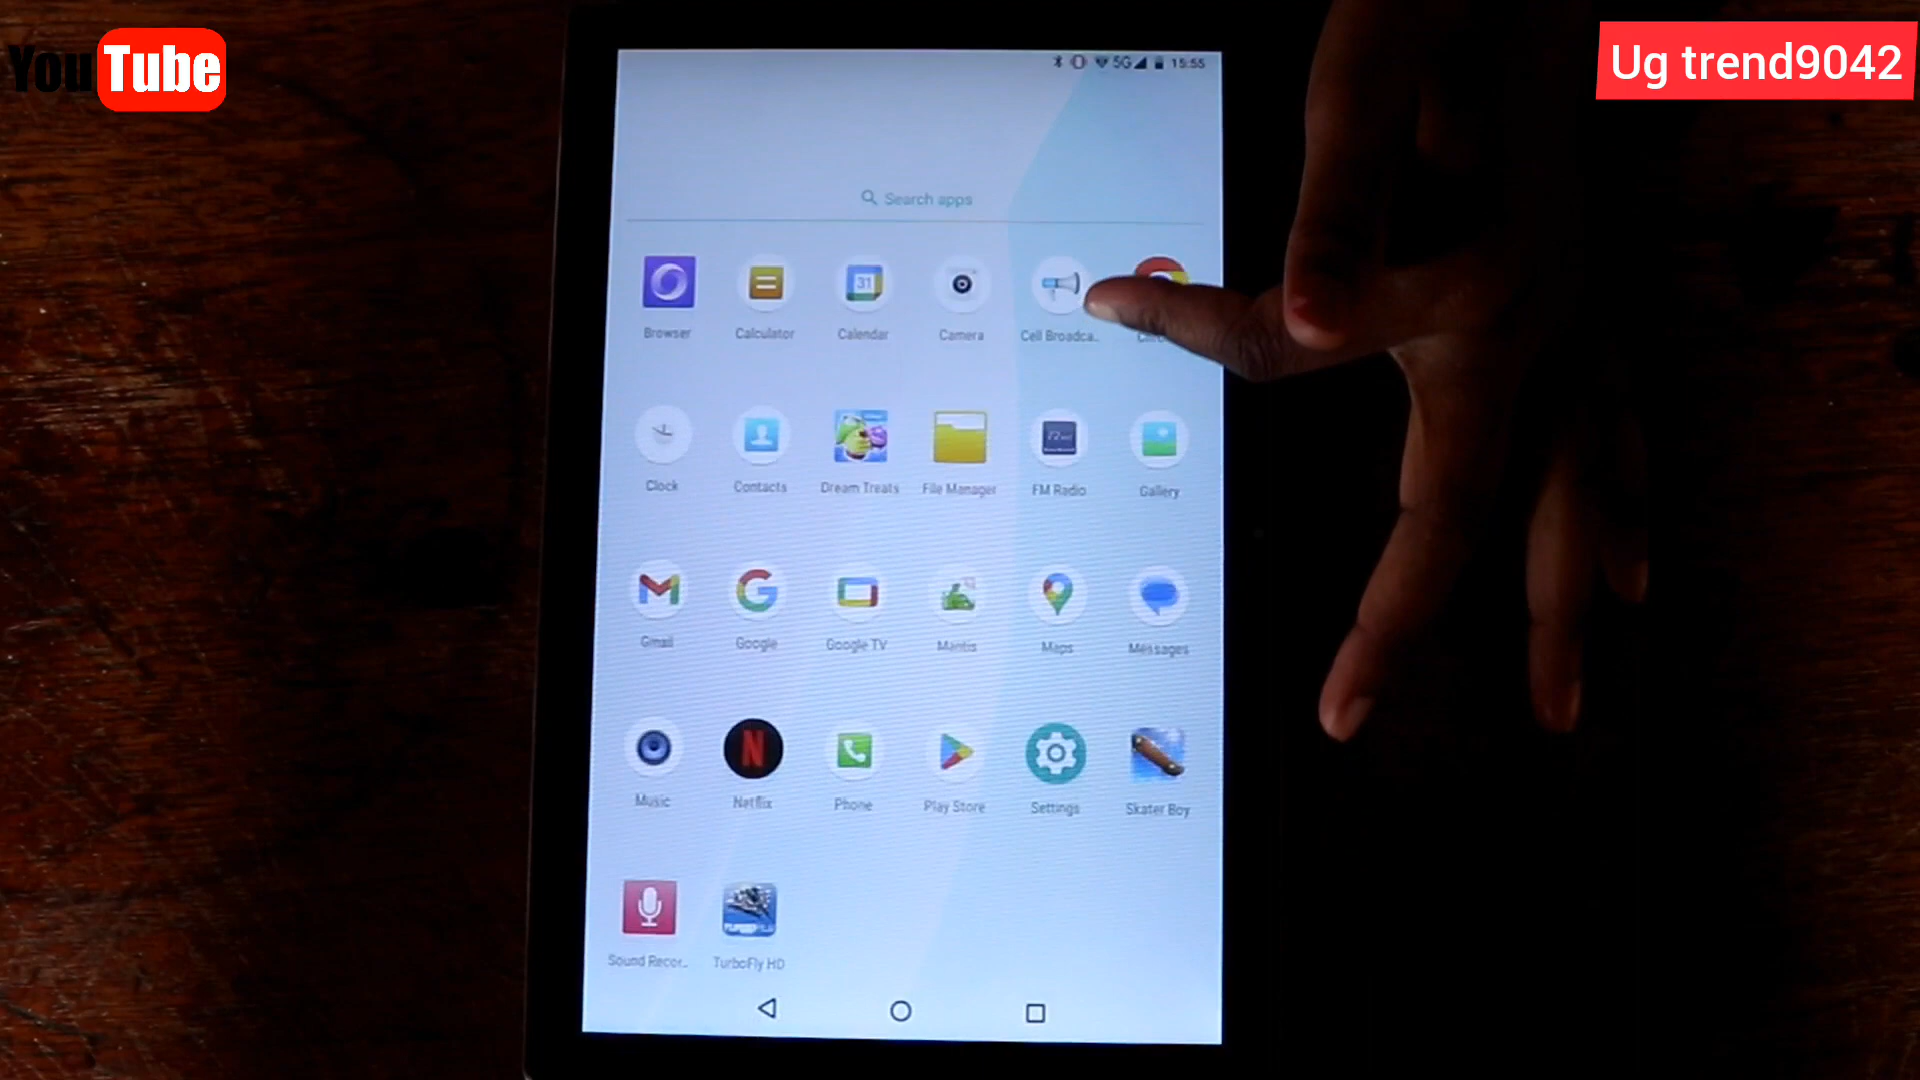 YouTube
Ug trend9042
5G 15:55
Search apps
Browser Calculator Calendar Camera Cell Broadca..
31
Clock Contacts Dream Treats File Manager FM Radio Gallery
Gmail Google Google TV Mantis Maps Messages
Music Netflix Phone Play Store Settings Skater Boy
Sound Recor.. TurboFly HD